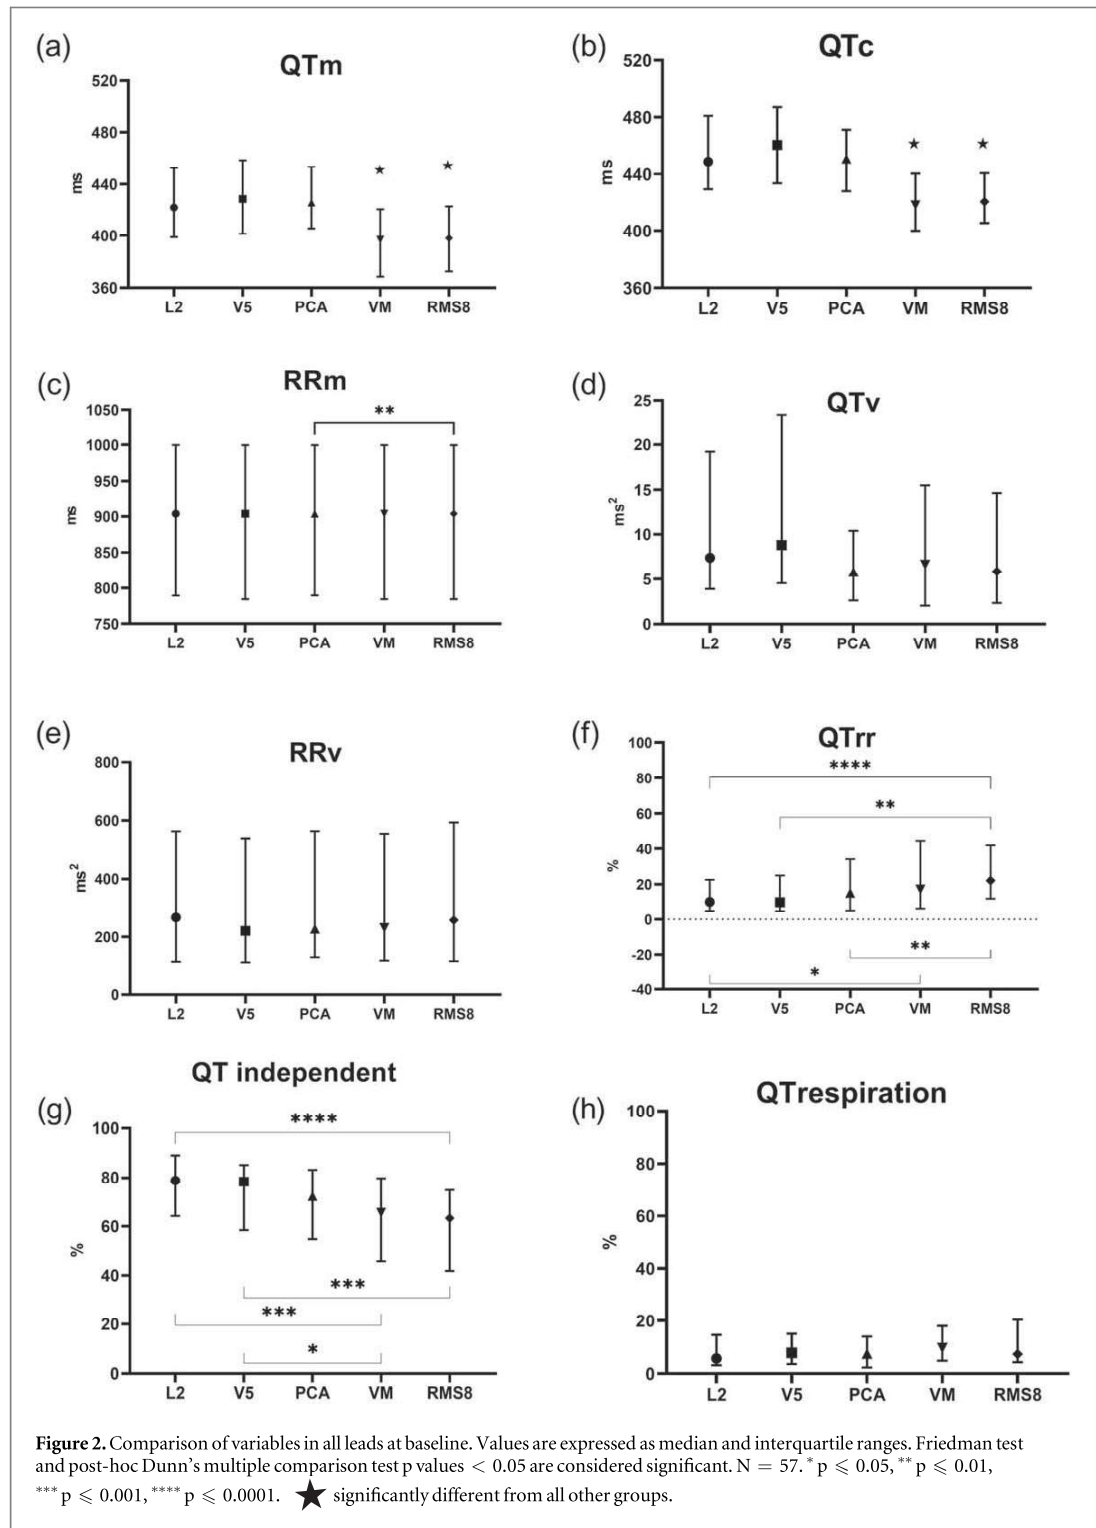 (a)
QTm
520
480
440
400
360
ms
★
★
L2 V5 PCA VM RMS8
(b)
QTc
520
480
440
400
360
ms
★
★
L2 V5 PCA VM RMS8
(c)
RRm
1050
1000
950
900
850
800
750
ms
**
L2 V5 PCA VM RMS8
(d)
QTv
25
20
15
10
5
0
ms²
L2 V5 PCA VM RMS8
(e)
RRv
800
600
400
200
0
ms²
L2 V5 PCA VM RMS8
(f)
QTrr
100
80
60
40
20
0
-20
-40
%
****
**
**
*
L2 V5 PCA VM RMS8
(g)
QT independent
100
80
60
40
20
0
%
****
***
***
*
L2 V5 PCA VM RMS8
(h)
QTrespiration
100
80
60
40
20
0
%
L2 V5 PCA VM RMS8
Figure 2. Comparison of variables in all leads at baseline. Values are expressed as median and interquartile ranges. Friedman test
and post-hoc Dunn's multiple comparison test p values < 0.05 are considered significant. N = 57. * p ⩽ 0.05, ** p ⩽ 0.01,
*** p ⩽ 0.001, **** p ⩽ 0.0001. ★ significantly different from all other groups.